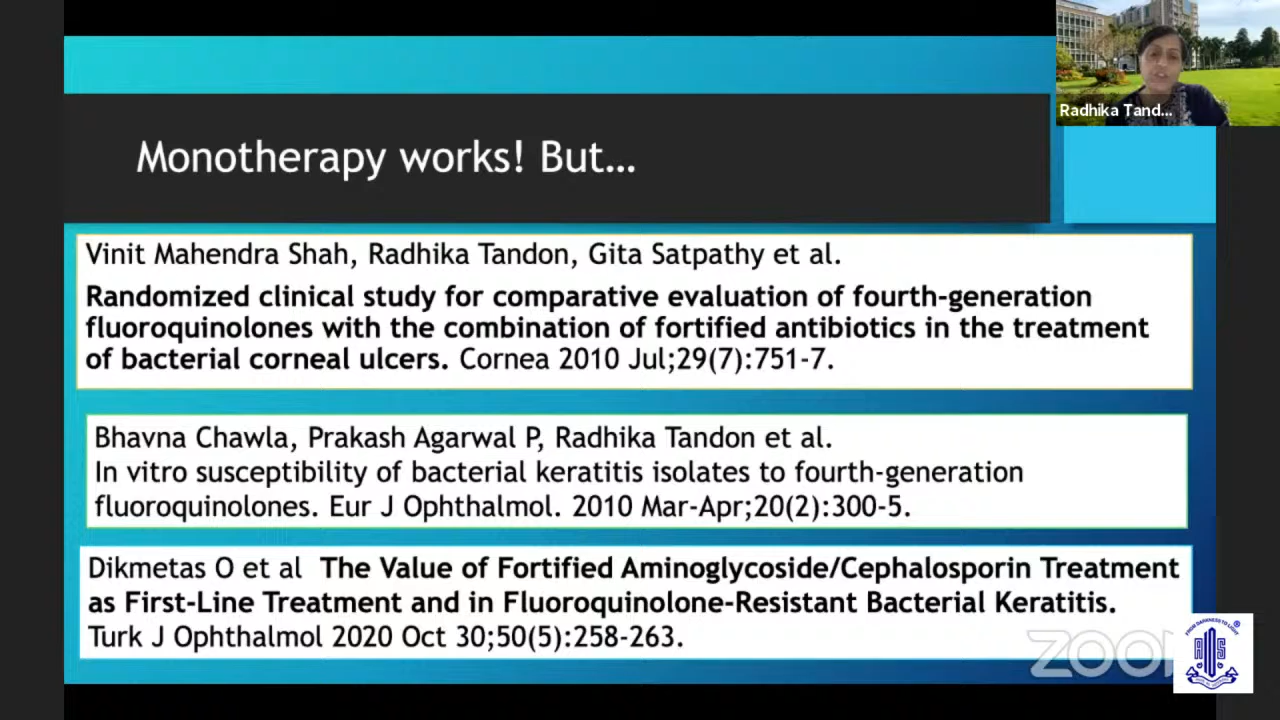 Radhika Tand...
Monotherapy works! But...
Vinit Mahendra Shah, Radhika Tandon, Gita Satpathy et al.
Randomized clinical study for comparative evaluation of fourth-generation
fluoroquinolones with the combination of fortified antibiotics in the treatment
of bacterial corneal ulcers. Cornea 2010 Jul;29(7):751-7.
Bhavna Chawla, Prakash Agarwal P, Radhika Tandon et al.
In vitro susceptibility of bacterial keratitis isolates to fourth-generation
fluoroquinolones. Eur J Ophthalmol. 2010 Mar-Apr;20(2):300-5.
Dikmetas O et al The Value of Fortified Aminoglycoside/Cephalosporin Treatment
as First-Line Treatment and in Fluoroquinolone-Resistant Bacterial Keratitis.
Turk J Ophthalmol 2020 Oct 30;50(5):258-263.